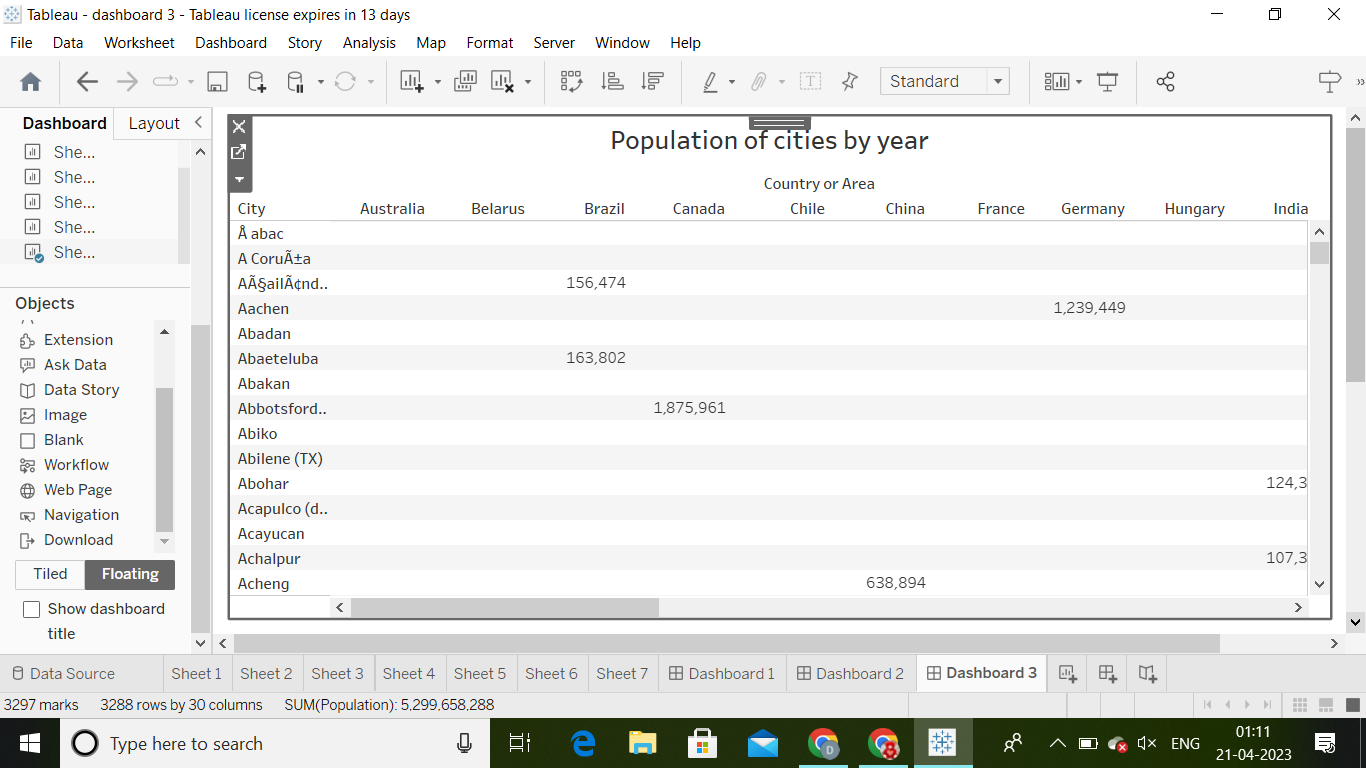 Tableau - dashboard 3 - Tableau license expires in 13 days
File Data Worksheet Dashboard Story Analysis Map Format Server Window Help
Standard
Dashboard Layout
She...
She...
She...
She...
She...
Objects
Extension
Ask Data
Data Story
Image
Blank
Workflow
Web Page
Navigation
Download
Tiled Floating
Show dashboard
title
Population of cities by year
Country or Area
City Australia Belarus Brazil Canada Chile China France Germany Hungary India
Å abac
A CoruÃ±a
AÃ§ailÃ¢nd.. 156,474
Aachen 1,239,449
Abadan
Abaeteluba 163,802
Abakan
Abbotsford.. 1,875,961
Abiko
Abilene (TX)
Abohar 124,3
Acapulco (d..
Acayucan
Achalpur 107,3
Acheng 638,894
Data Source Sheet 1 Sheet 2 Sheet 3 Sheet 4 Sheet 5 Sheet 6 Sheet 7 Dashboard 1 Dashboard 2 Dashboard 3
3297 marks 3288 rows by 30 columns SUM(Population): 5,299,658,288
Type here to search
D
ENG
01:11
21-04-2023